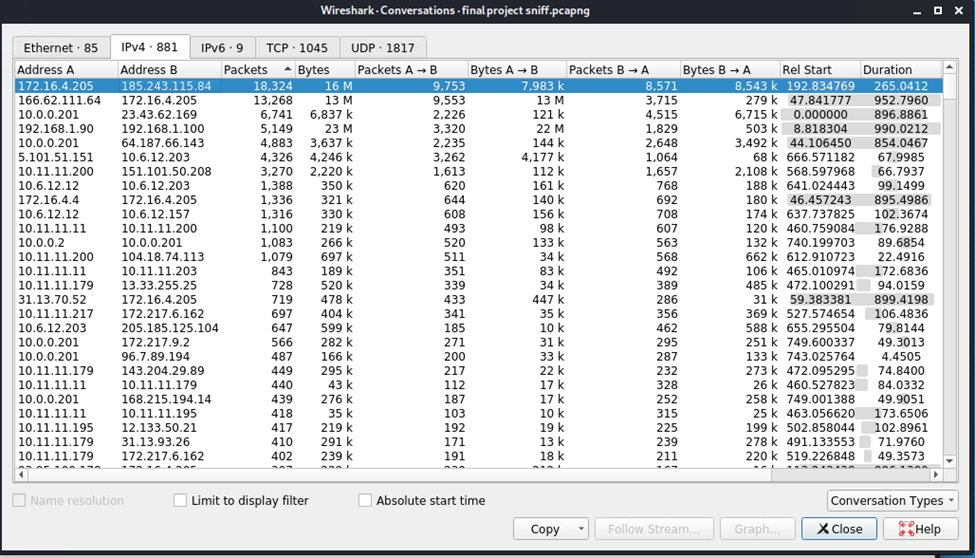 Wireshark · Conversations · final project sniff.pcapng
Ethernet · 85 IPv4 · 881 IPv6 · 9 TCP · 1045 UDP · 1817
Address A Address B Packets Bytes Packets A → B Bytes A → B Packets B → A Bytes B → A Rel Start Duration
172.16.4.205 185.243.115.84 18,324 16 M 9,753 7,983 k 8,571 8,543 k 192.834769 265.0412
166.62.111.64 172.16.4.205 13,268 13 M 9,553 13 M 3,715 279 k 47.841777 952.7960
10.0.0.201 23.43.62.169 6,741 6,837 k 2,226 121 k 4,515 6,715 k 0.000000 896.8861
192.168.1.90 192.168.1.100 5,149 23 M 3,320 22 M 1,829 503 k 8.818304 990.0212
10.0.0.201 64.187.66.143 4,883 3,637 k 2,235 144 k 2,648 3,492 k 44.106450 854.0467
5.101.51.151 10.6.12.203 4,326 4,246 k 3,262 4,177 k 1,064 68 k 666.571182 67.9985
10.11.11.200 151.101.50.208 3,270 2,220 k 1,613 112 k 1,657 2,108 k 568.597968 66.7937
10.6.12.12 10.6.12.203 1,388 350 k 620 161 k 768 188 k 641.024443 99.1499
172.16.4.4 172.16.4.205 1,336 321 k 644 140 k 692 180 k 46.457243 895.4986
10.6.12.12 10.6.12.157 1,316 330 k 608 156 k 708 174 k 637.737825 102.3674
10.11.11.11 10.11.11.200 1,100 219 k 493 98 k 607 120 k 460.759084 176.9288
10.0.0.2 10.0.0.201 1,083 266 k 520 133 k 563 132 k 740.199703 89.6854
10.11.11.200 104.18.74.113 1,079 697 k 511 34 k 568 662 k 612.910723 22.4916
10.11.11.11 10.11.11.203 843 189 k 351 83 k 492 106 k 465.010974 172.6836
10.11.11.179 13.33.255.25 728 520 k 339 34 k 389 485 k 472.100291 94.0159
31.13.70.52 172.16.4.205 719 478 k 433 447 k 286 31 k 59.383381 899.4198
10.11.11.217 172.217.6.162 697 404 k 341 35 k 356 369 k 527.574654 106.4836
10.6.12.203 205.185.125.104 647 599 k 185 10 k 462 588 k 655.295504 79.8144
10.0.0.201 172.217.9.2 566 282 k 271 31 k 295 251 k 749.600337 49.3013
10.0.0.201 96.7.89.194 487 166 k 200 33 k 287 133 k 743.025764 4.4505
10.11.11.179 143.204.29.89 449 295 k 217 22 k 232 273 k 472.095295 74.8400
10.11.11.11 10.11.11.179 440 43 k 112 17 k 328 26 k 460.527823 84.0332
10.0.0.201 168.215.194.14 439 276 k 187 17 k 252 258 k 749.001388 49.9051
10.11.11.11 10.11.11.195 418 35 k 103 10 k 315 25 k 463.056620 173.6506
10.11.11.195 12.133.50.21 417 219 k 192 19 k 225 199 k 502.858044 102.8961
10.11.11.179 31.13.93.26 410 291 k 171 13 k 239 278 k 491.133553 71.9760
10.11.11.179 172.217.6.162 402 239 k 191 18 k 211 220 k 519.226848 49.3573
Name resolution Limit to display filter Absolute start time Conversation Types
Copy Follow Stream... Graph... Close Help